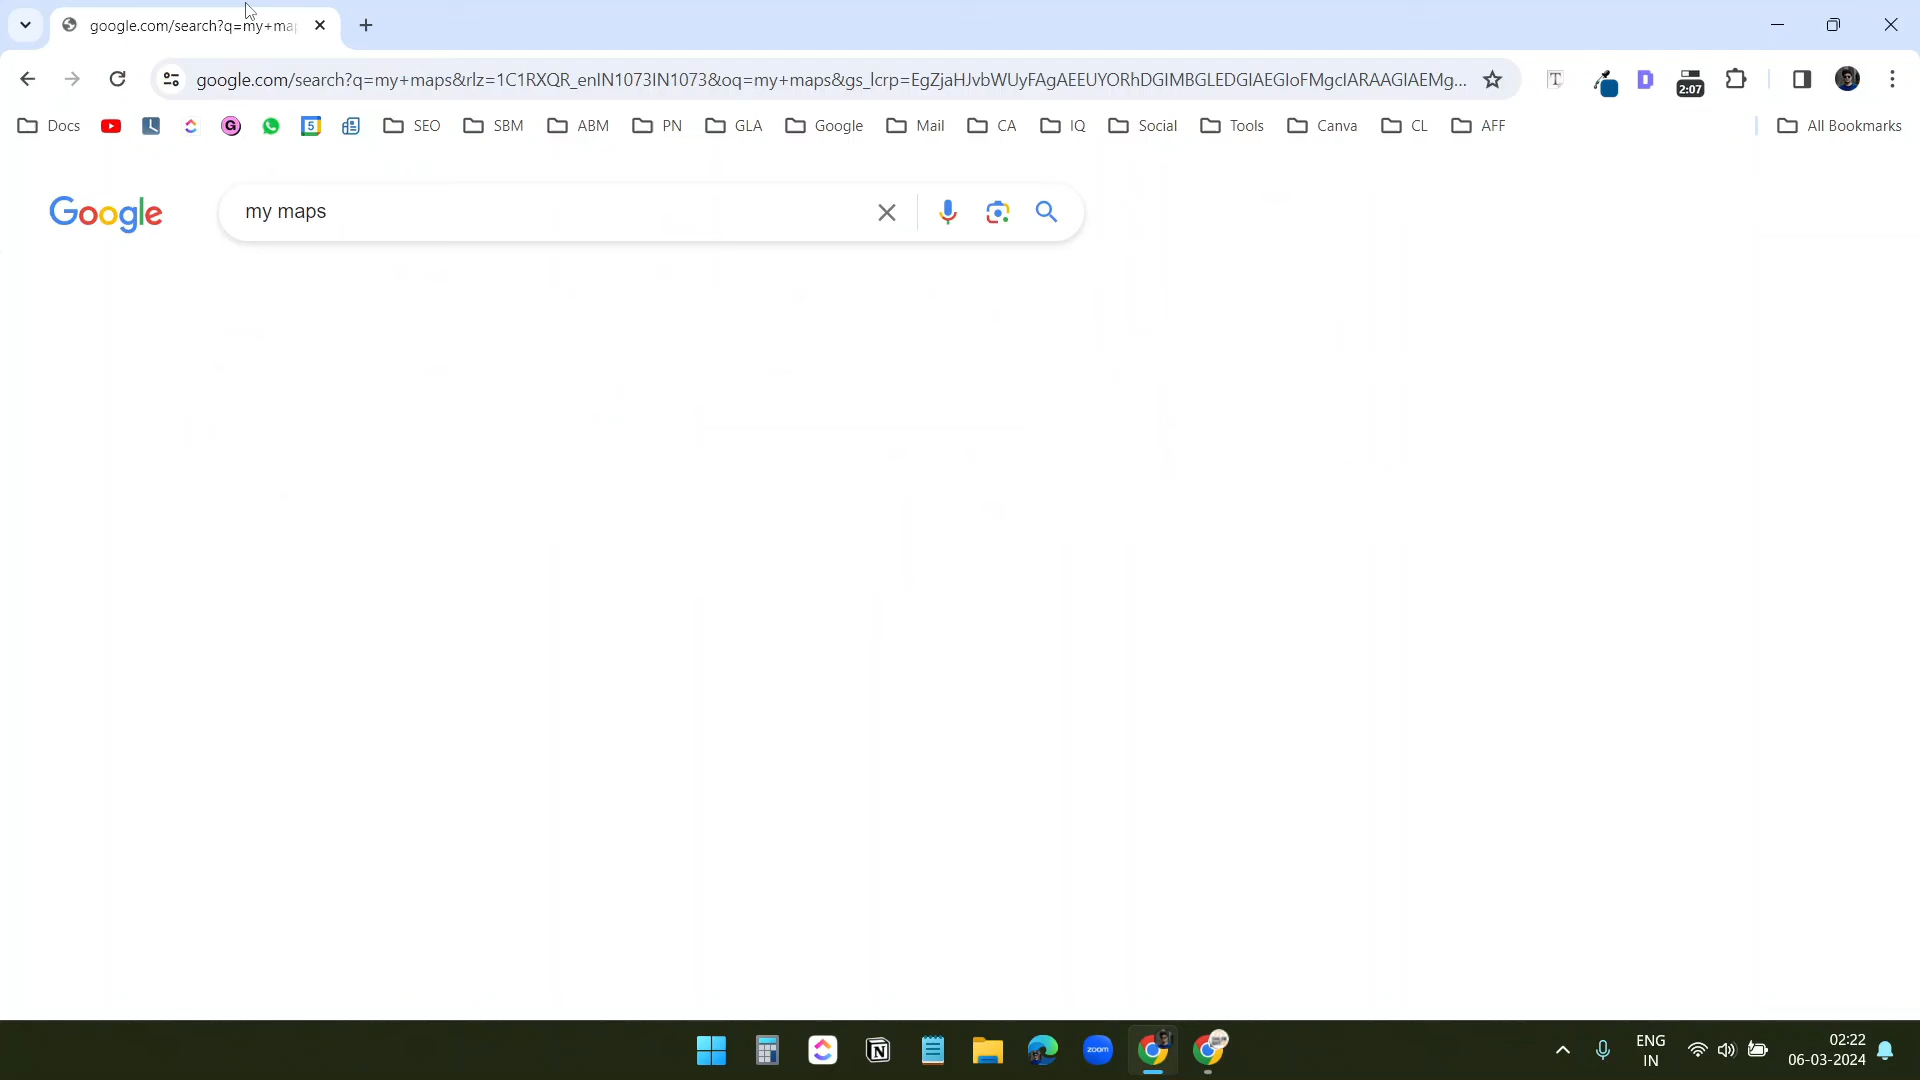 google.com/search?q=my+ma
google.com/search?q=my+maps&rlz=1C1RXQR_enIN1073IN1073&oq=my+maps&gs_lcrp=EgZjaHJvbWUyFAgAEEUYORhDGIMBGLEDGIAEGIoFMgcIARAAGIAEMg...
2:07
Docs
G
5
SEO
SBM
ABM
PN
GLA
Google
Mail
CA
IQ
Social
Tools
Canva
CL
AFF
All Bookmarks
Google
my maps
zoom
ENG
IN
02:22
06-03-2024